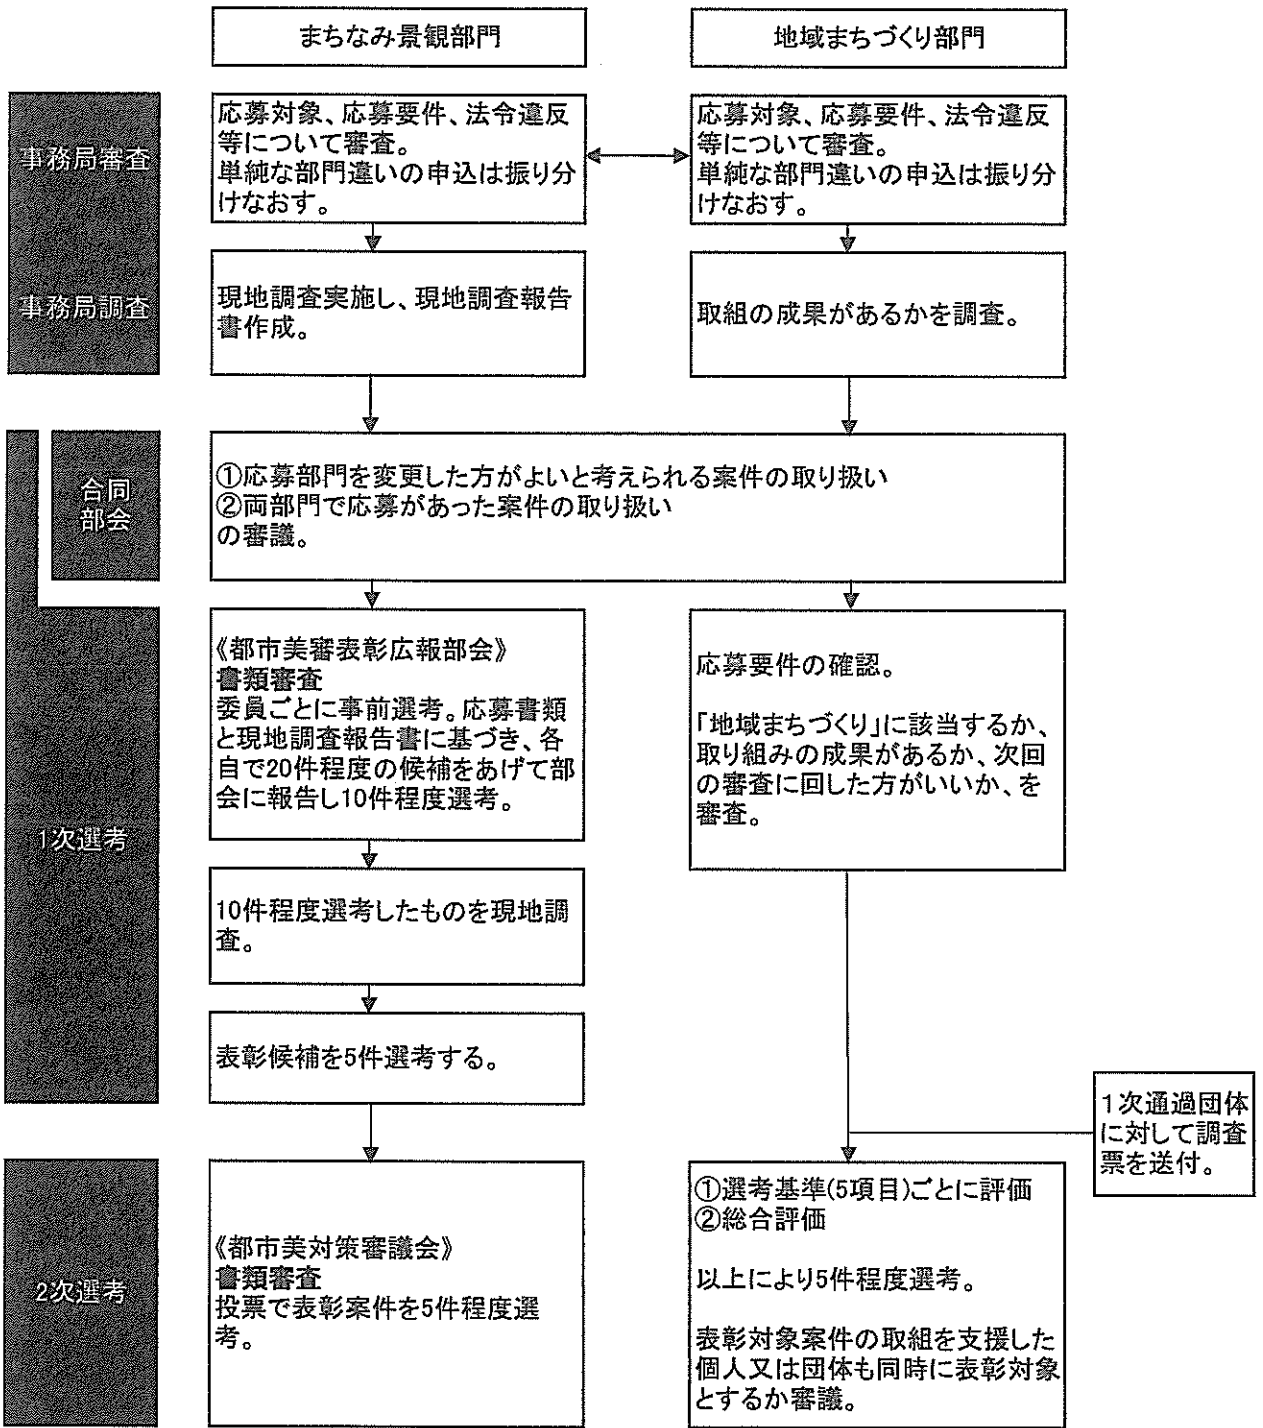 まちなみ景観部門
地域まちづくり部門
事務局審査
応募対象、応募要件、法令違反
等について審査。
単純な部門違いの申込は振り分
けなおす。
応募対象、応募要件、法令違反
等について審査。
単純な部門違いの申込は振り分
けなおす。
事務局調査
現地調査実施し、現地調査報告
書作成。
取組の成果があるかを調査。
合同
部会
①応募部門を変更した方がよいと考えられる案件の取り扱い
②両部門で応募があった案件の取り扱い
の審議。
1次選考
《都市美審表彰広報部会》
書類審査
委員ごとに事前選考。応募書類
と現地調査報告書に基づき、各
自で20件程度の候補をあげて部
会に報告し10件程度選考。
応募要件の確認。
「地域まちづくり」に該当するか、
取り組みの成果があるか、次回
の審査に回した方がいいか、を
審査。
10件程度選考したものを現地調
査。
表彰候補を5件選考する。
1次通過団体
に対して調査
票を送付。
2次選考
《都市美対策審議会》
書類審査
投票で表彰案件を5件程度選
考。
①選考基準(5項目)ごとに評価
②総合評価
以上により5件程度選考。
表彰対象案件の取組を支援した
個人又は団体も同時に表彰対象
とするか審議。